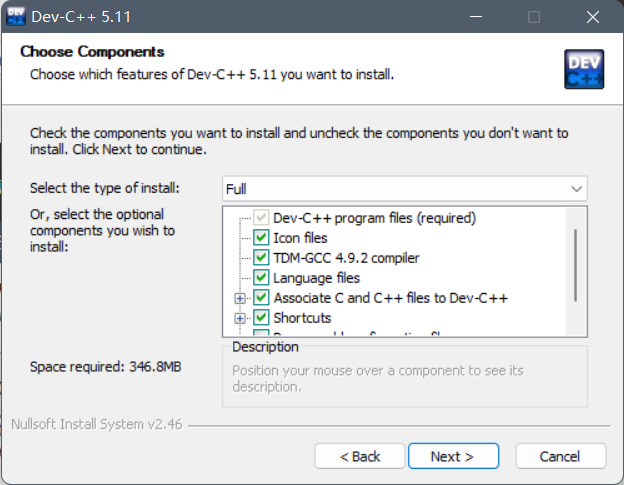 Dev-C++ 5.11
Choose Components
Choose which features of Dev-C++ 5.11 you want to install.
DEV
C++
Check the components you want to install and uncheck the components you don't want to
install. Click Next to continue.
Select the type of install:
Full
Or, select the optional
components you wish to
install:
Dev-C++ program files (required)
Icon files
TDM-GCC 4.9.2 compiler
Language files
Associate C and C++ files to Dev-C++
Shortcuts
Space required: 346.8MB
Description
Position your mouse over a component to see its
description.
Nullsoft Install System v2.46
< Back
Next >
Cancel